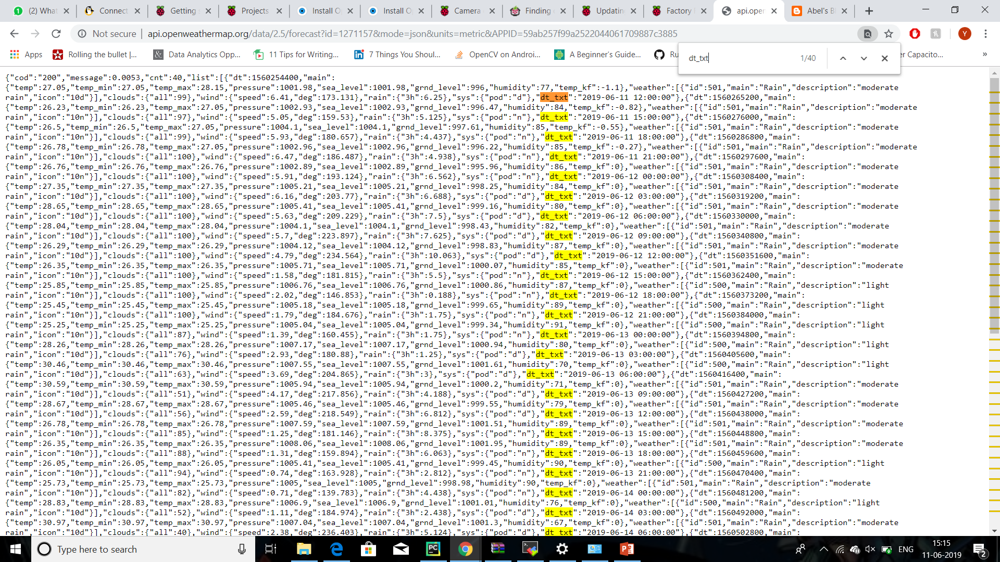 (2) What
Connect
Getting s
Projects
Install O
Install O
Camera
Finding
Updatin
Factory
api.oper
Abel's B
Not secure | api.openweathermap.org/data/2.5/forecast?id=1271157&mode=json&units=metric&APPID=59ab257f99a2522044061709887c3885
Y
Apps
Rolling the bullet |...
Data Analytics Opp...
11 Tips for Writing...
7 Things You Shoul...
OpenCV on Androi...
A Beginner's Guide...
Ru
er Capacito...
»
dt_txt 1/40
{"cod":"200","message":0.0053,"cnt":40,"list":[{"dt":1560254400,"main":
{"temp":27.05,"temp_min":27.05,"temp_max":28.15,"pressure":1001.98,"sea_level":1001.98,"grnd_level":996,"humidity":77,"temp_kf":-1.1},"weather":[{"id":501,"main":"Rain","description":"moderate
rain","icon":"10d"}],"clouds":{"all":99},"wind":{"speed":6.41,"deg":173.131},"rain":{"3h":6.25},"sys":{"pod":"d"},"dt_txt":"2019-06-11 12:00:00"},{"dt":1560265200,"main":
{"temp":26.23,"temp_min":26.23,"temp_max":27.05,"pressure":1002.93,"sea_level":1002.93,"grnd_level":996.47,"humidity":84,"temp_kf":-0.82},"weather":[{"id":501,"main":"Rain","description":"moderate
rain","icon":"10n"}],"clouds":{"all":97},"wind":{"speed":5.05,"deg":159.53},"rain":{"3h":5.125},"sys":{"pod":"n"},"dt_txt":"2019-06-11 15:00:00"},{"dt":1560276000,"main":
{"temp":26.5,"temp_min":26.5,"temp_max":27.05,"pressure":1004.1,"sea_level":1004.1,"grnd_level":997.61,"humidity":85,"temp_kf":-0.55},"weather":[{"id":501,"main":"Rain","description":"moderate
rain","icon":"10n"}],"clouds":{"all":99},"wind":{"speed":5.93,"deg":180.657},"rain":{"3h":4.437},"sys":{"pod":"n"},"dt_txt":"2019-06-11 18:00:00"},{"dt":1560286800,"main":
{"temp":26.78,"temp_min":26.78,"temp_max":27.05,"pressure":1002.96,"sea_level":1002.96,"grnd_level":996.22,"humidity":85,"temp_kf":-0.27},"weather":[{"id":501,"main":"Rain","description":"moderate
rain","icon":"10n"}],"clouds":{"all":100},"wind":{"speed":6.47,"deg":186.487},"rain":{"3h":4.938},"sys":{"pod":"n"},"dt_txt":"2019-06-11 21:00:00"},{"dt":1560297600,"main":
{"temp":26.76,"temp_min":26.76,"temp_max":26.76,"pressure":1002.89,"sea_level":1002.89,"grnd_level":995.96,"humidity":86,"temp_kf":0},"weather":[{"id":501,"main":"Rain","description":"moderate
rain","icon":"10n"}],"clouds":{"all":100},"wind":{"speed":5.91,"deg":193.124},"rain":{"3h":6.562},"sys":{"pod":"n"},"dt_txt":"2019-06-12 00:00:00"},{"dt":1560308400,"main":
{"temp":27.35,"temp_min":27.35,"temp_max":27.35,"pressure":1005.21,"sea_level":1005.21,"grnd_level":998.25,"humidity":84,"temp_kf":0},"weather":[{"id":501,"main":"Rain","description":"moderate
rain","icon":"10d"}],"clouds":{"all":100},"wind":{"speed":6.16,"deg":203.77},"rain":{"3h":6.688},"sys":{"pod":"d"},"dt_txt":"2019-06-12 03:00:00"},{"dt":1560319200,"main":
{"temp":28.65,"temp_min":28.65,"temp_max":28.65,"pressure":1005.41,"sea_level":1005.41,"grnd_level":999.16,"humidity":80,"temp_kf":0},"weather":[{"id":501,"main":"Rain","description":"moderate
rain","icon":"10d"}],"clouds":{"all":100},"wind":{"speed":5.63,"deg":209.229},"rain":{"3h":7.5},"sys":{"pod":"d"},"dt_txt":"2019-06-12 06:00:00"},{"dt":1560330000,"main":
{"temp":28.04,"temp_min":28.04,"temp_max":28.04,"pressure":1004.1,"sea_level":1004.1,"grnd_level":998.43,"humidity":82,"temp_kf":0},"weather":[{"id":501,"main":"Rain","description":"moderate
rain","icon":"10d"}],"clouds":{"all":100},"wind":{"speed":5.7,"deg":223.897},"rain":{"3h":7.625},"sys":{"pod":"d"},"dt_txt":"2019-06-12 09:00:00"},{"dt":1560340800,"main":
{"temp":26.29,"temp_min":26.29,"temp_max":26.29,"pressure":1004.12,"sea_level":1004.12,"grnd_level":998.83,"humidity":87,"temp_kf":0},"weather":[{"id":501,"main":"Rain","description":"moderate
rain","icon":"10d"}],"clouds":{"all":100},"wind":{"speed":4.79,"deg":234.564},"rain":{"3h":10.063},"sys":{"pod":"d"},"dt_txt":"2019-06-12 12:00:00"},{"dt":1560351600,"main":
{"temp":26.35,"temp_min":26.35,"temp_max":26.35,"pressure":1005.71,"sea_level":1005.71,"grnd_level":1000.07,"humidity":85,"temp_kf":0},"weather":[{"id":501,"main":"Rain","description":"moderate
rain","icon":"10n"}],"clouds":{"all":100},"wind":{"speed":1.58,"deg":181.815},"rain":{"3h":5.5},"sys":{"pod":"n"},"dt_txt":"2019-06-12 15:00:00"},{"dt":1560362400,"main":
{"temp":25.85,"temp_min":25.85,"temp_max":25.85,"pressure":1006.76,"sea_level":1006.76,"grnd_level":1000.86,"humidity":87,"temp_kf":0},"weather":[{"id":500,"main":"Rain","description":"light
rain","icon":"10n"}],"clouds":{"all":100},"wind":{"speed":2.02,"deg":146.853},"rain":{"3h":0.188},"sys":{"pod":"n"},"dt_txt":"2019-06-12 18:00:00"},{"dt":1560373200,"main":
{"temp":25.45,"temp_min":25.45,"temp_max":25.45,"pressure":1005.18,"sea_level":1005.18,"grnd_level":999.65,"humidity":89,"temp_kf":0},"weather":[{"id":500,"main":"Rain","description":"light
rain","icon":"10n"}],"clouds":{"all":100},"wind":{"speed":1.79,"deg":184.676},"rain":{"3h":1.75},"sys":{"pod":"n"},"dt_txt":"2019-06-12 21:00:00"},{"dt":1560384000,"main":
{"temp":25.25,"temp_min":25.25,"temp_max":25.25,"pressure":1005.04,"sea_level":1005.04,"grnd_level":999.34,"humidity":91,"temp_kf":0},"weather":[{"id":500,"main":"Rain","description":"light
rain","icon":"10n"}],"clouds":{"all":87},"wind":{"speed":1.39,"deg":160.455},"rain":{"3h":1.75},"sys":{"pod":"n"},"dt_txt":"2019-06-13 00:00:00"},{"dt":1560394800,"main":
{"temp":28.26,"temp_min":28.26,"temp_max":28.26,"pressure":1007.17,"sea_level":1007.17,"grnd_level":1000.94,"humidity":80,"temp_kf":0},"weather":[{"id":500,"main":"Rain","description":"light
rain","icon":"10d"}],"clouds":{"all":76},"wind":{"speed":2.93,"deg":180.88},"rain":{"3h":1.25},"sys":{"pod":"d"},"dt_txt":"2019-06-13 03:00:00"},{"dt":1560405600,"main":
{"temp":30.46,"temp_min":30.46,"temp_max":30.46,"pressure":1007.55,"sea_level":1007.55,"grnd_level":1001.61,"humidity":70,"temp_kf":0},"weather":[{"id":500,"main":"Rain","description":"light
rain","icon":"10d"}],"clouds":{"all":63},"wind":{"speed":3.69,"deg":204.865},"rain":{"3h":3},"sys":{"pod":"d"},"dt_txt":"2019-06-13 06:00:00"},{"dt":1560416400,"main":
{"temp":30.59,"temp_min":30.59,"temp_max":30.59,"pressure":1005.94,"sea_level":1005.94,"grnd_level":1000.2,"humidity":71,"temp_kf":0},"weather":[{"id":501,"main":"Rain","description":"moderate
rain","icon":"10d"}],"clouds":{"all":51},"wind":{"speed":4.17,"deg":217.856},"rain":{"3h":4.188},"sys":{"pod":"d"},"dt_txt":"2019-06-13 09:00:00"},{"dt":1560427200,"main":
{"temp":28.67,"temp_min":28.67,"temp_max":28.67,"pressure":1005.46,"sea_level":1005.46,"grnd_level":999.55,"humidity":79,"temp_kf":0},"weather":[{"id":501,"main":"Rain","description":"moderate
rain","icon":"10d"}],"clouds":{"all":56},"wind":{"speed":2.59,"deg":218.549},"rain":{"3h":6.812},"sys":{"pod":"d"},"dt_txt":"2019-06-13 12:00:00"},{"dt":1560438000,"main":
{"temp":26.78,"temp_min":26.78,"temp_max":26.78,"pressure":1007.59,"sea_level":1007.59,"grnd_level":1001.51,"humidity":89,"temp_kf":0},"weather":[{"id":501,"main":"Rain","description":"moderate
rain","icon":"10n"}],"clouds":{"all":85},"wind":{"speed":1.25,"deg":181.146},"rain":{"3h":8.375},"sys":{"pod":"n"},"dt_txt":"2019-06-13 15:00:00"},{"dt":1560448800,"main":
{"temp":26.35,"temp_min":26.35,"temp_max":26.35,"pressure":1008.06,"sea_level":1008.06,"grnd_level":1001.95,"humidity":89,"temp_kf":0},"weather":[{"id":501,"main":"Rain","description":"moderate
rain","icon":"10n"}],"clouds":{"all":88},"wind":{"speed":1.31,"deg":159.894},"rain":{"3h":6.063},"sys":{"pod":"n"},"dt_txt":"2019-06-13 18:00:00"},{"dt":1560459600,"main":
{"temp":26.05,"temp_min":26.05,"temp_max":26.05,"pressure":1005.41,"sea_level":1005.41,"grnd_level":999.45,"humidity":90,"temp_kf":0},"weather":[{"id":500,"main":"Rain","description":"light
rain","icon":"10n"}],"clouds":{"all":94},"wind":{"speed":0.74,"deg":163.928},"rain":{"3h":2.812},"sys":{"pod":"n"},"dt_txt":"2019-06-13 21:00:00"},{"dt":1560470400,"main":
{"temp":25.73,"temp_min":25.73,"temp_max":25.73,"pressure":1005,"sea_level":1005,"grnd_level":998.98,"humidity":90,"temp_kf":0},"weather":[{"id":501,"main":"Rain","description":"moderate
rain","icon":"10n"}],"clouds":{"all":82},"wind":{"speed":0.71,"deg":139.783},"rain":{"3h":4.438},"sys":{"pod":"n"},"dt_txt":"2019-06-14 00:00:00"},{"dt":1560481200,"main":
{"temp":28.83,"temp_min":28.83,"temp_max":28.83,"pressure":1006.9,"sea_level":1006.9,"grnd_level":1001.01,"humidity":76,"temp_kf":0},"weather":[{"id":500,"main":"Rain","description":"light
rain","icon":"10d"}],"clouds":{"all":52},"wind":{"speed":1.11,"deg":184.974},"rain":{"3h":2.438},"sys":{"pod":"d"},"dt_txt":"2019-06-14 03:00:00"},{"dt":1560492000,"main":
{"temp":30.97,"temp_min":30.97,"temp_max":30.97,"pressure":1007.04,"sea_level":1007.04,"grnd_level":1001.3,"humidity":67,"temp_kf":0},"weather":[{"id":501,"main":"Rain","description":"moderate
rain","icon":"10d"}],"clouds":{"all":40},"wind":{"speed":2.38,"deg":236.403},"rain":{"3h":5.124},"sys":{"pod":"d"},"dt_txt":"2019-06-14 06:00:00"},{"dt":1560502800,"main":
Type here to search
ENG
15:15
11-06-2019
2